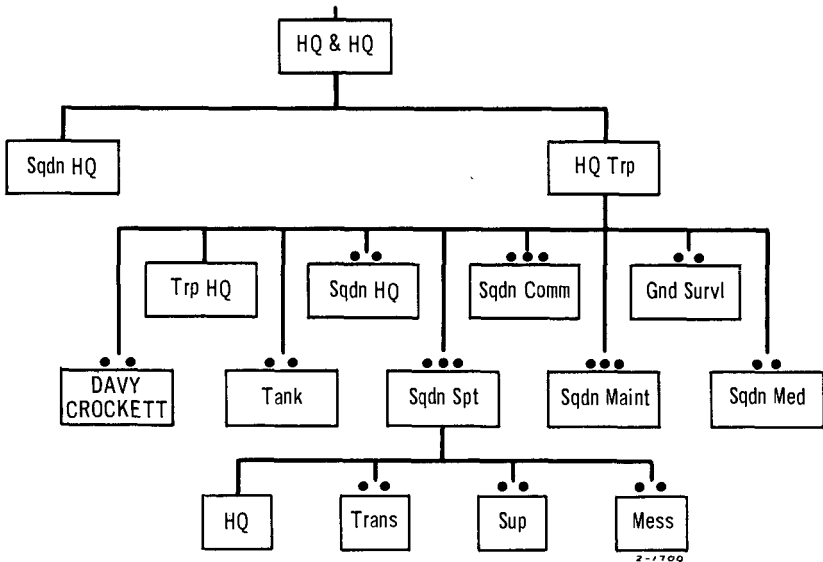 HQ & HQ
Sqdn HQ
HQ Trp
Trp HQ
Sqdn HQ
Sqdn Comm
Gnd Survl
DAVY
CROCKETT
Tank
Sqdn Spt
Sqdn Maint
Sqdn Med
HQ
Trans
Sup
Mess
2-1700